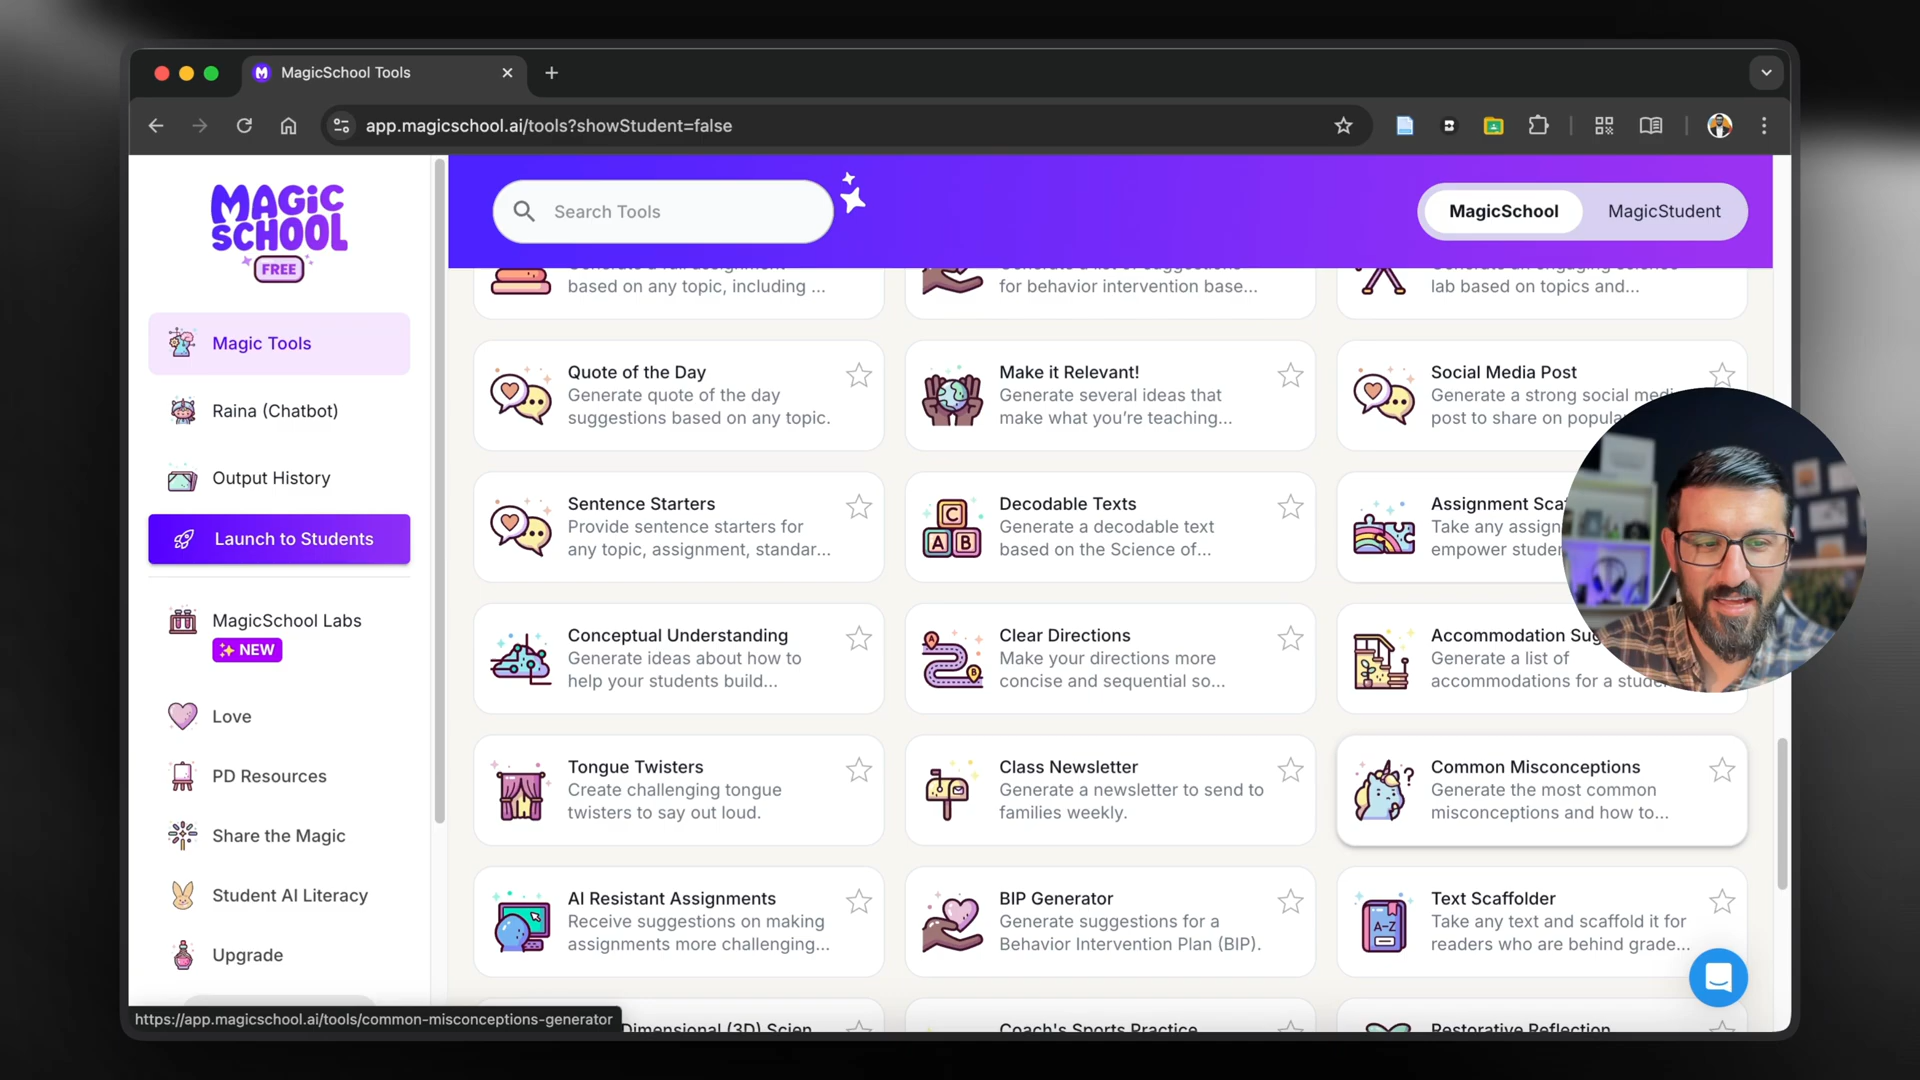 MagicSchool Tools
app.magicschool.ai/tools?showStudent=false
MAGiC
SCHOOL
FREE
Magic Tools
Raina (Chatbot)
Output History
Launch to Students
MagicSchool Labs
NEW
Love
PD Resources
Share the Magic
Student AI Literacy
Upgrade
Search Tools
MagicSchool
MagicStudent
based on any topic, including ...
for behavior intervention base...
lab based on topics and...
Quote of the Day
Generate quote of the day
suggestions based on any topic.
Make it Relevant!
Generate several ideas that
make what you're teaching...
Social Media Post
Generate a strong social
post to share on
Sentence Starters
Provide sentence starters for
any topic, assignment, standar...
Decodable Texts
Generate a decodable text
based on the Science of...
Assignment
Take any
empower
Conceptual Understanding
Generate ideas about how to
help your students build...
Clear Directions
Make your directions more
concise and sequential so...
Accommodation
Generate a list of
accommodations for a
Tongue Twisters
Create challenging tongue
twisters to say out loud.
Class Newsletter
Generate a newsletter to send to
families weekly.
Common Misconceptions
Generate the most common
misconceptions and how to...
AI Resistant Assignments
Receive suggestions on making
assignments more challenging...
BIP Generator
Generate suggestions for a
Behavior Intervention Plan (BIP).
Text Scaffolder
Take any text and scaffold it for
readers who are behind grade...
Dimensional (3D) Scien
Coach's Sports Practice
Restorative Reflection
https://app.magicschool.ai/tools/common-misconceptions-generator